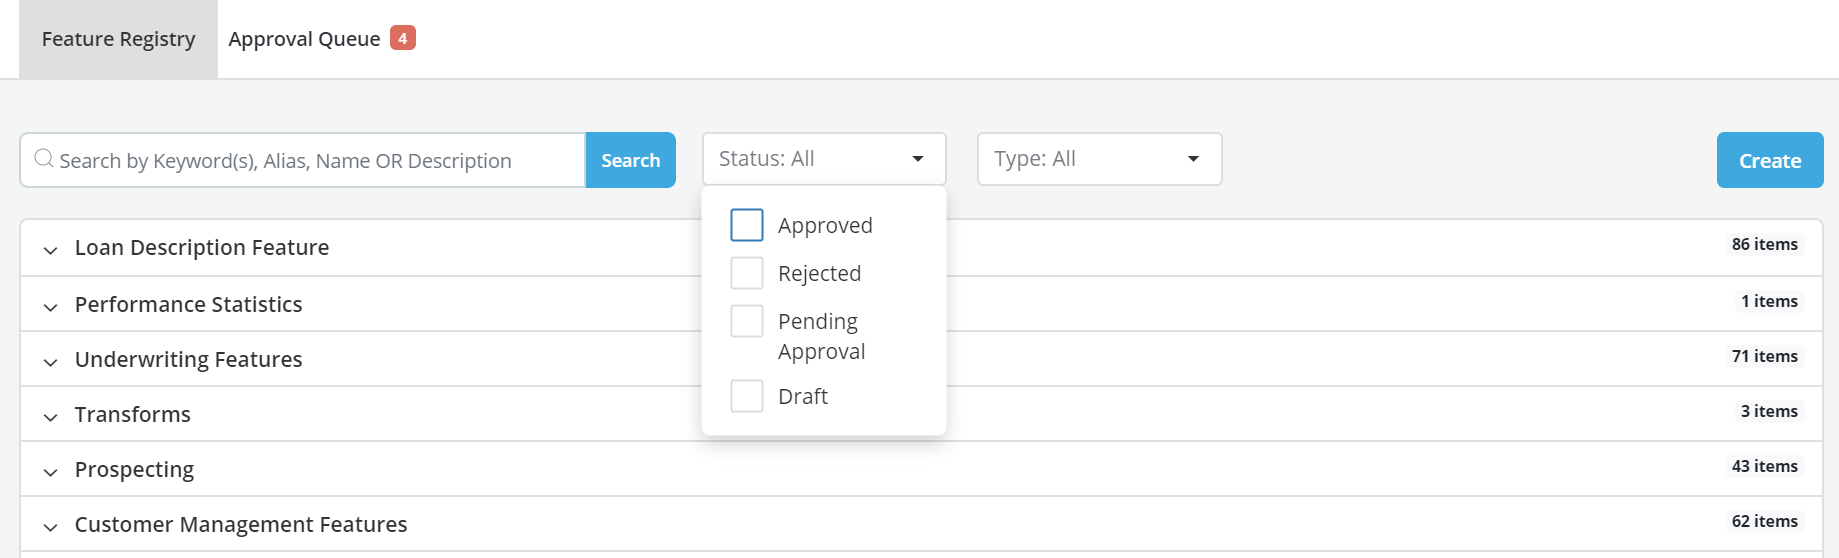 Feature Registry
Approval Queue 4
Search by Keyword(s), Alias, Name OR Description
Search
Status: All
Type: All
Create
Approved
Rejected
Pending
Approval
Draft
Loan Description Feature
86 items
Performance Statistics
1 items
Underwriting Features
71 items
Transforms
3 items
Prospecting
43 items
Customer Management Features
62 items